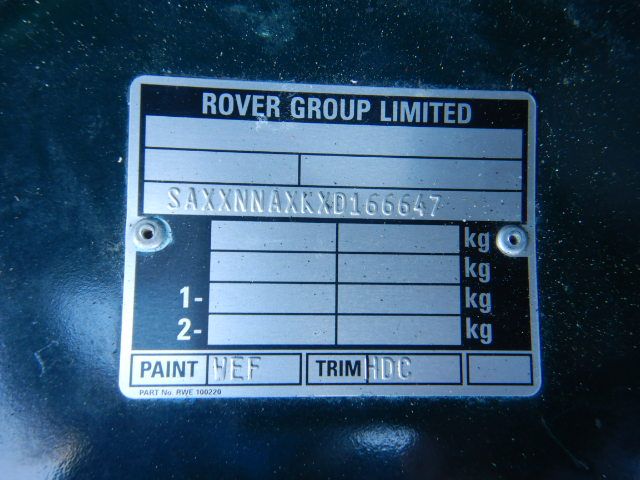 ROVER GROUP LIMITED
SAXXNNAXKXD166647
kg
kg
1- kg
2- kg
PAINT HEF TRIM HDC
PART No. RWE 100220